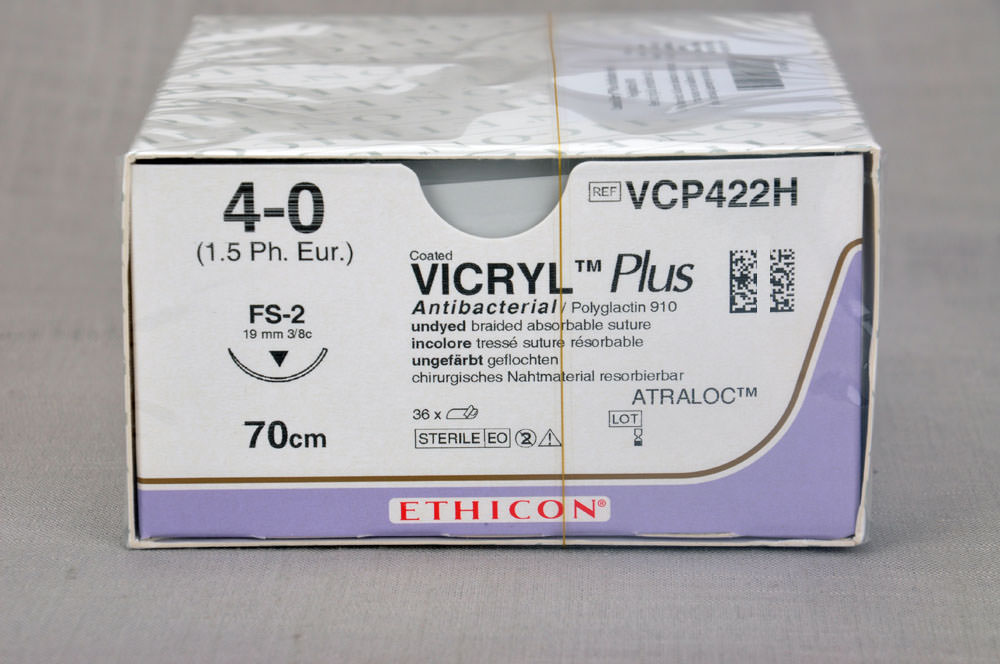 4-0
(1.5 Ph. Eur.)
FS-2
19 mm 3/8c
70cm
REF VCP422H
Coated
VICRYL™ Plus
Antibacterial / Polyglactin 910
undyed braided absorbable suture
incolore tressé suture résorbable
ungefärbt geflochten
chirurgisches Nahtmaterial resorbierbar
ATRALOC™
36 x
LOT
STERILE EO 2
ETHICON®